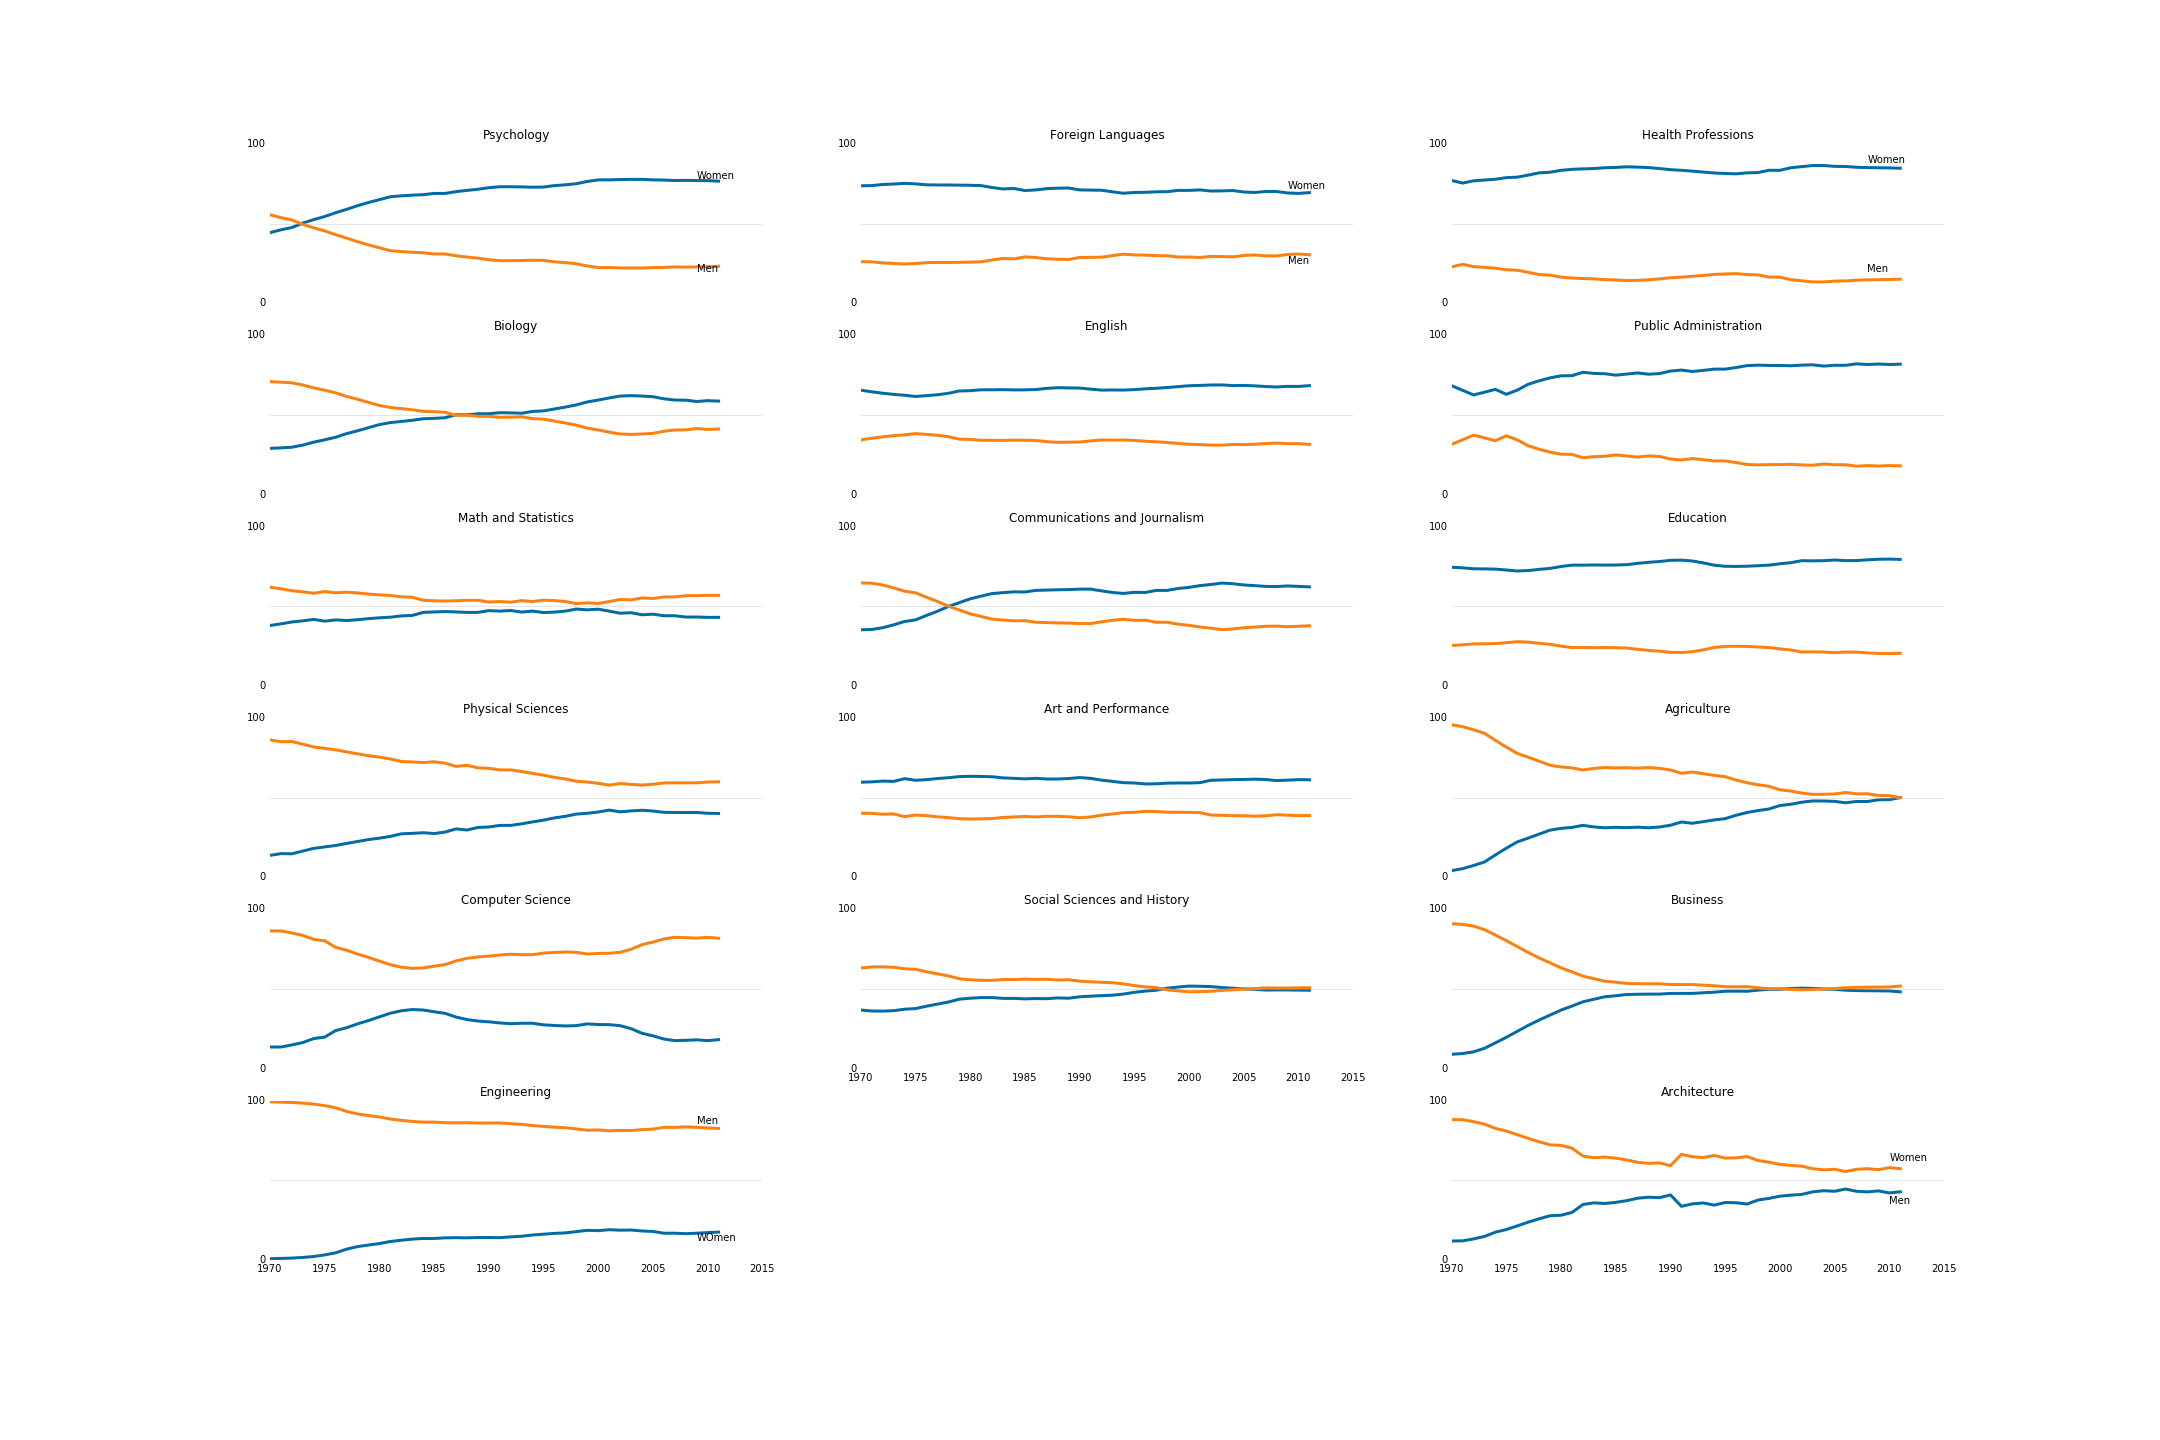 Psychology
100
Women
Men
0
Foreign Languages
100
Women
Men
0
Health Professions
100
Women
Men
0
Biology
100
0
English
100
0
Public Administration
100
0
Math and Statistics
100
0
Communications and Journalism
100
0
Education
100
0
Physical Sciences
100
0
Art and Performance
100
0
Agriculture
100
0
Computer Science
100
0
Social Sciences and History
100
0
1970 1975 1980 1985 1990 1995 2000 2005 2010 2015
Business
100
0
Engineering
100
Men
WOmen
0
1970 1975 1980 1985 1990 1995 2000 2005 2010 2015
Architecture
100
Women
Men
0
1970 1975 1980 1985 1990 1995 2000 2005 2010 2015